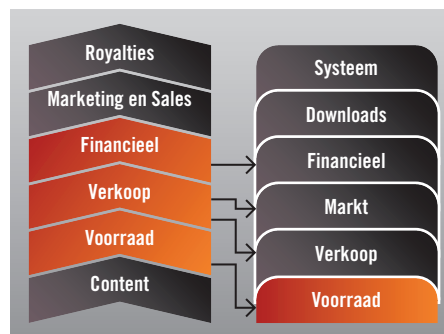 Royalties
Marketing en Sales
Financieel
Verkoop
Voorraad
Content
Systeem
Downloads
Financieel
Markt
Verkoop
Voorraad